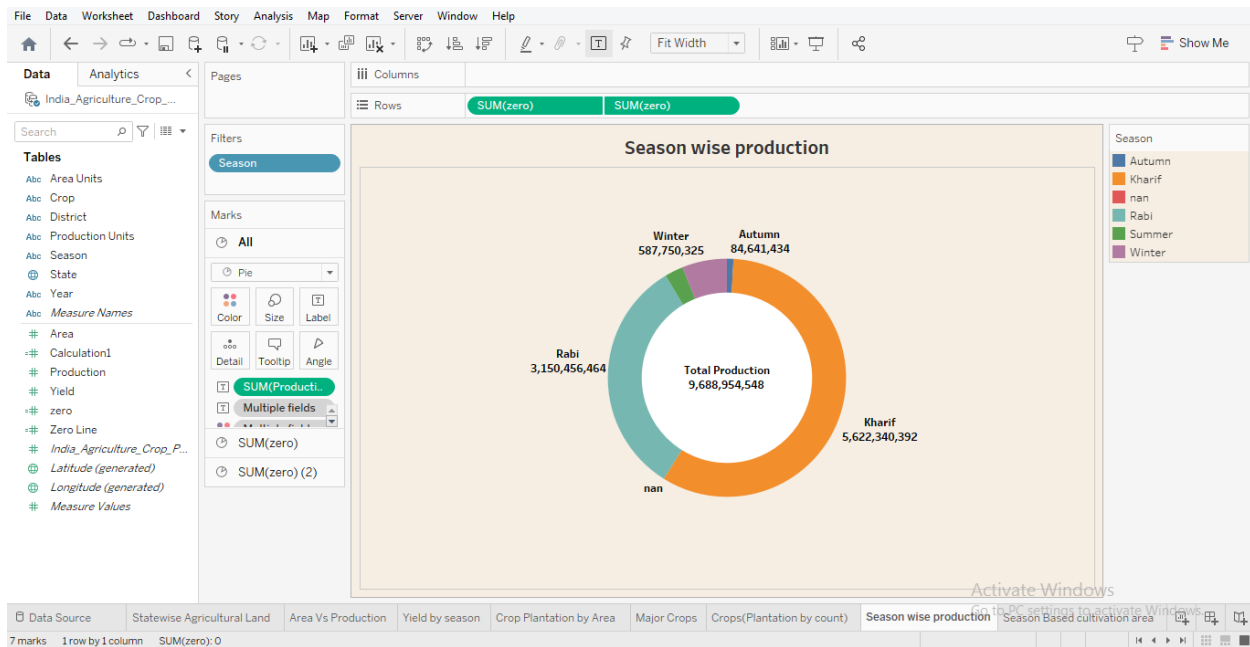 File Data Worksheet Dashboard Story Analysis Map Format Server Window Help
Fit Width
Show Me
Data Analytics
India_Agriculture_Crop_...
Search
Tables
Abc Area Units
Abc Crop
Abc District
Abc Production Units
Abc Season
State
Abc Year
Abc Measure Names
# Area
=# Calculation1
# Production
# Yield
=# zero
=# Zero Line
# India_Agriculture_Crop_P...
Latitude (generated)
Longitude (generated)
# Measure Values
Pages
Filters
Season
Marks
All
Pie
Color Size Label
Detail Tooltip Angle
SUM(Producti..
Multiple fields
SUM(zero)
SUM(zero) (2)
Columns
Rows SUM(zero) SUM(zero)
Season wise production
Winter
587,750,325
Autumn
84,641,434
Rabi
3,150,456,464
Total Production
9,688,954,548
Kharif
5,622,340,392
nan
Season
Autumn
Kharif
nan
Rabi
Summer
Winter
Activate Windows
Go to PC settings to activate Windows.
Data Source Statewise Agricultural Land Area Vs Production Yield by season Crop Plantation by Area Major Crops Crops(Plantation by count) Season wise production Season Based cultivation area
7 marks 1 row by 1 column SUM(zero): 0